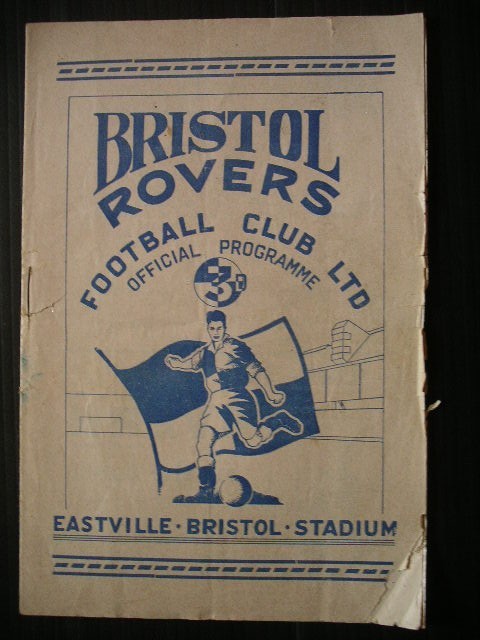 BRISTOL
ROVERS
FOOTBALL CLUB LTD
OFFICIAL PROGRAMME
3D
EASTVILLE · BRISTOL · STADIUM